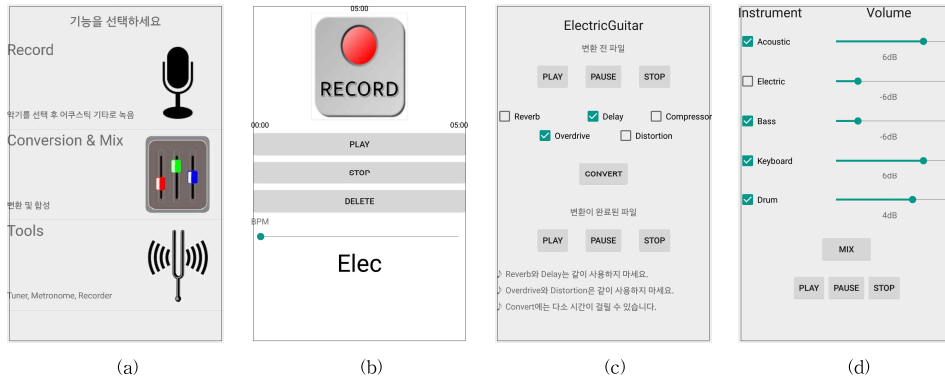 기능을 선택하세요
Record
악기를 선택 후 어쿠스틱 기타로 녹음
Conversion & Mix
변환 및 합성
Tools
Tuner, Metronome, Recorder
(a)
05:00
RECORD
00:00 05:00
PLAY
STOP
DELETE
BPM
Elec
(b)
ElectricGuitar
변환 전 파일
PLAY PAUSE STOP
Reverb Delay Compressor
Overdrive Distortion
CONVERT
변환이 완료된 파일
PLAY PAUSE STOP
♪ Reverb와 Delay는 같이 사용하지 마세요.
♪ Overdrive와 Distortion은 같이 사용하지 마세요.
♪ Convert에는 다소 시간이 걸릴 수 있습니다.
(c)
Instrument Volume
Acoustic
6dB
Electric
-6dB
Bass
-6dB
Keyboard
6dB
Drum
4dB
MIX
PLAY PAUSE STOP
(d)